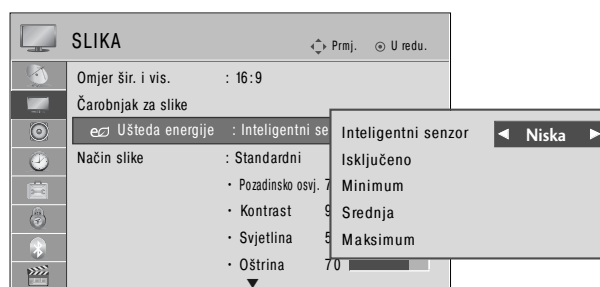 SLIKA
Prmj. U redu.
Omjer šir. i vis. : 16:9
Čarobnjak za slike
Ušteda energije : Inteligentni se
Način slike : Standardni
• Pozadinsko osvj. 7
• Kontrast 9
• Svjetlina 5
• Oštrina 70
Inteligentni senzor ◄ Niska ►
Isključeno
Minimum
Srednja
Maksimum